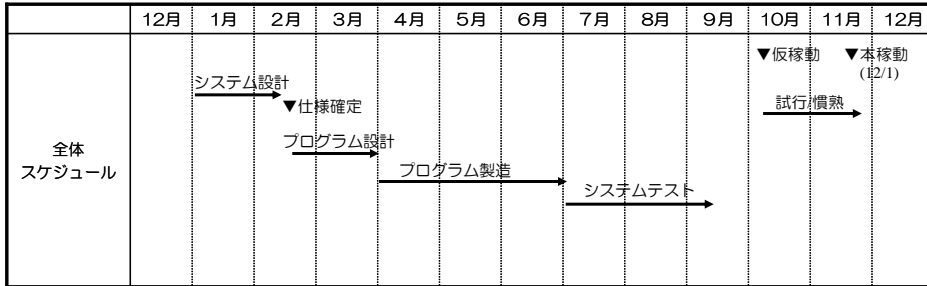 12月 1月 2月 3月 4月 5月 6月 7月 8月 9月 10月 11月 12月
▼仮稼動 ▼本稼動
(12/1)
システム設計
▼仕様確定
試行/慣熟
プログラム設計
全体
スケジュール
プログラム製造
システムテスト